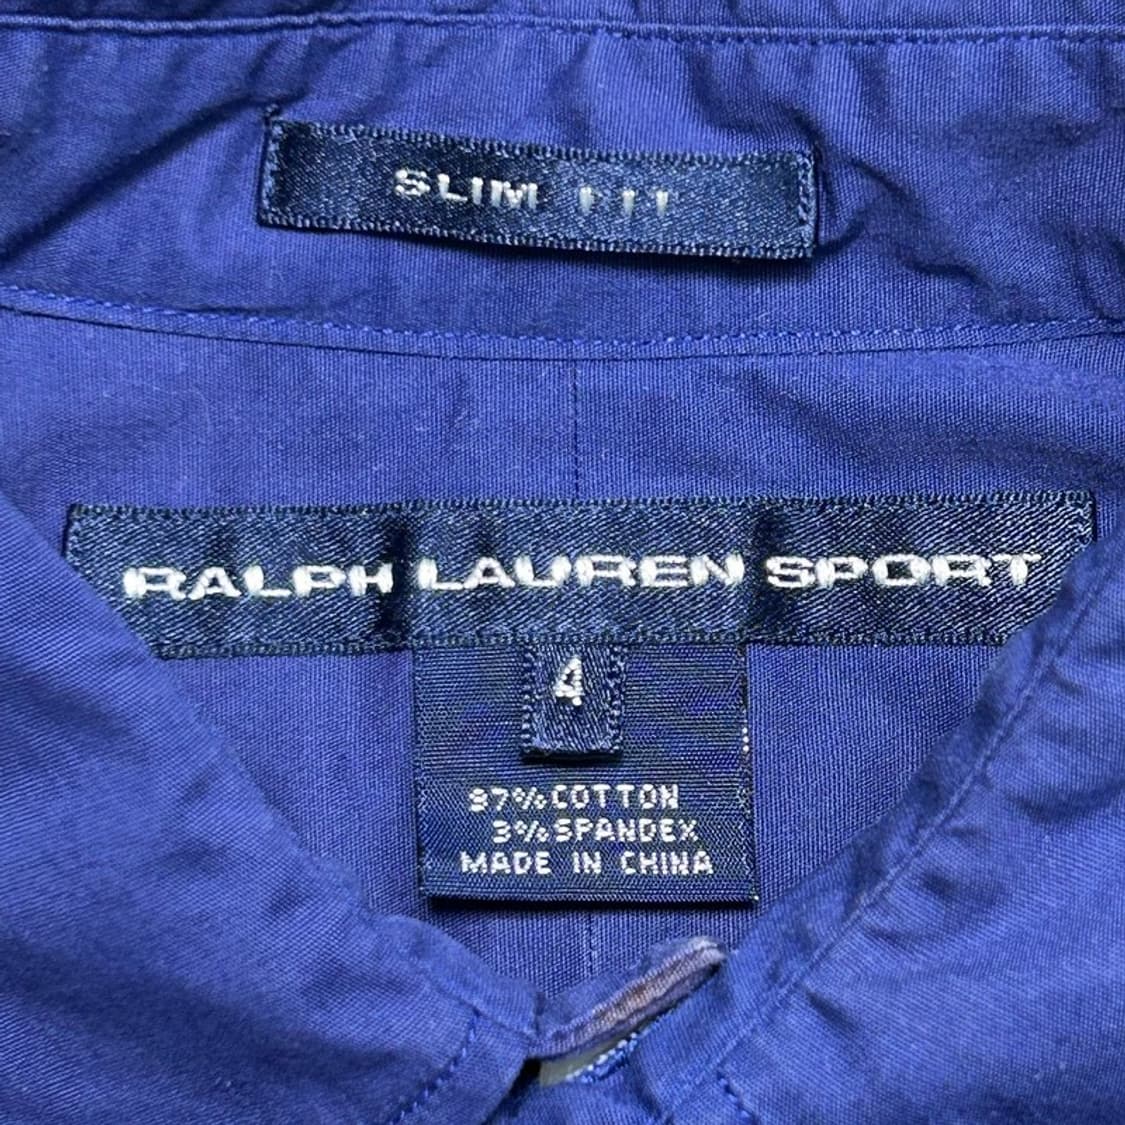 SLIM FIT
RALPH LAUREN SPORT
4
97% COTTON
3% SPANDEX
MADE IN CHINA